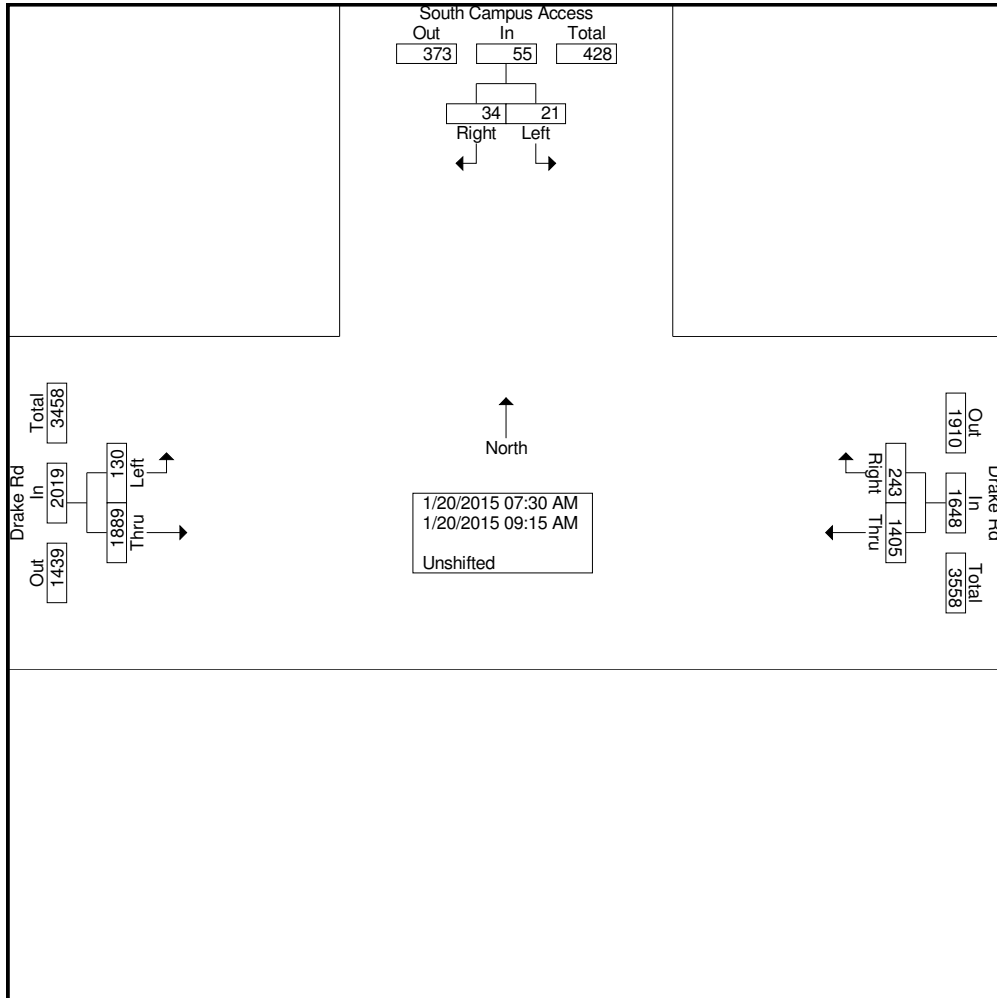 South Campus Access
Out In Total
373 55 428
34 21
Right Left
Drake Rd
Total In Out
3458 2019 1439
130 1889
Left Thru
North
1/20/2015 07:30 AM
1/20/2015 09:15 AM
Unshifted
Drake Rd
Out In Total
1910 1648 3558
Right Thru
243 1405